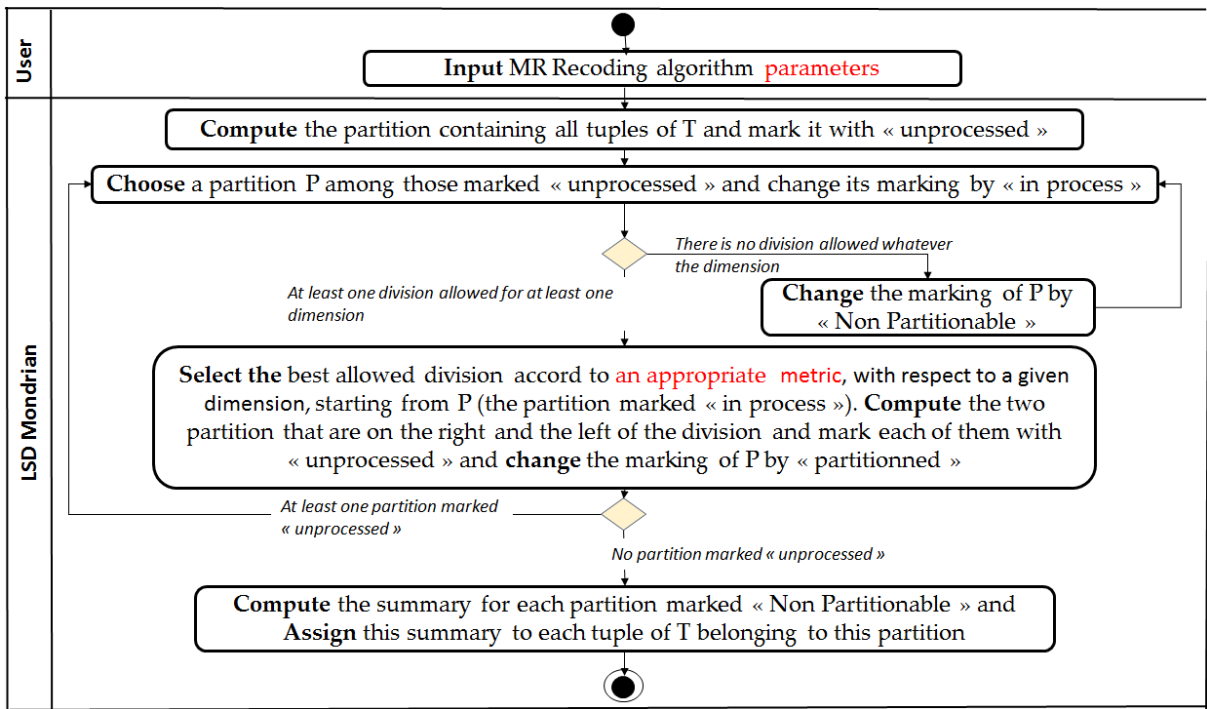 User
Input MR Recoding algorithm parameters
LSD Mondrian
Compute the partition containing all tuples of T and mark it with « unprocessed »
Choose a partition P among those marked « unprocessed » and change its marking by « in process »
There is no division allowed whatever
the dimension
At least one division allowed for at least one
dimension
Change the marking of P by
« Non Partitionable »
Select the best allowed division accord to an appropriate metric, with respect to a given
dimension, starting from P (the partition marked « in process »). Compute the two
partition that are on the right and the left of the division and mark each of them with
« unprocessed » and change the marking of P by « partitionned »
At least one partition marked
« unprocessed »
No partition marked « unprocessed »
Compute the summary for each partition marked « Non Partitionable » and
Assign this summary to each tuple of T belonging to this partition